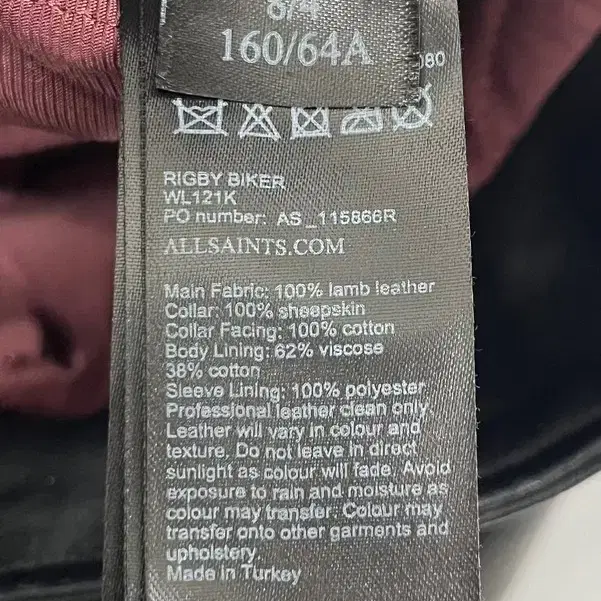 8/4
160/64A
080
RIGBY BIKER
WL121K
PO number: AS_115866R
ALLSAINTS.COM
Main Fabric: 100% lamb leather
Collar: 100% sheepskin
Collar Facing: 100% cotton
Body Lining: 62% viscose
38% cotton
Sleeve Lining: 100% polyester
Professional leather clean only.
Leather will vary in colour and
texture. Do not leave in direct
sunlight as colour will fade. Avoid
exposure to rain and moisture as
colour may transfer. Colour may
transfer onto other garments and
upholstery.
Made in Turkey